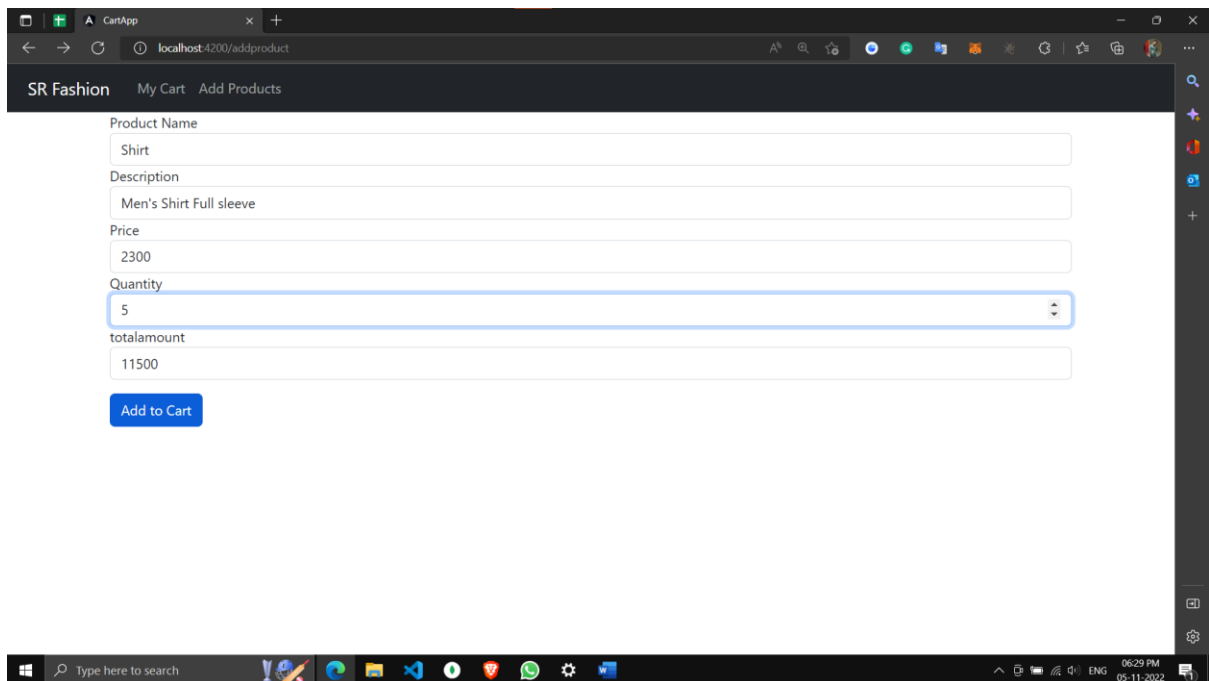 CartApp
localhost:4200/addproduct
SR Fashion My Cart Add Products
Product Name
Shirt
Description
Men's Shirt Full sleeve
Price
2300
Quantity
5
totalamount
11500
Add to Cart
Type here to search
ENG
06:29 PM
05-11-2022